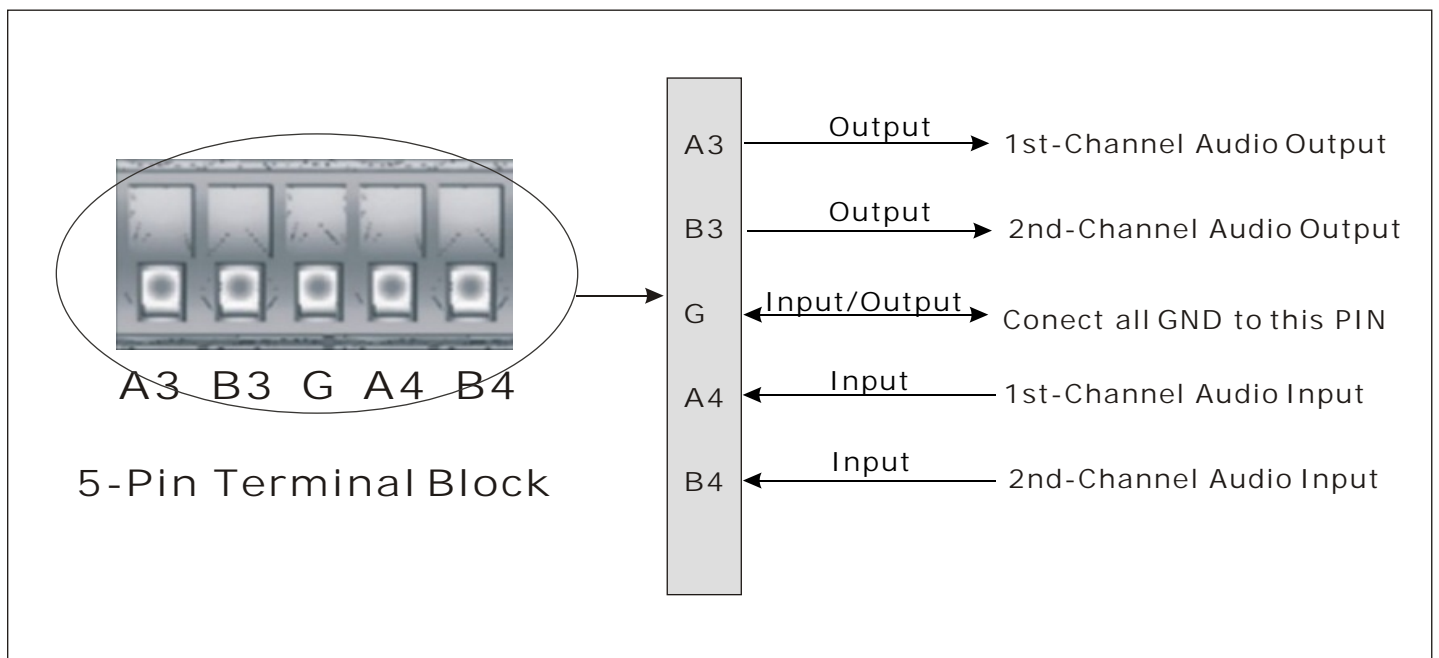 A3 B3 G A4 B4
5-Pin Terminal Block
A3 Output 1st-Channel Audio Output
B3 Output 2nd-Channel Audio Output
G Input/Output Conect all GND to this PIN
A4 Input 1st-Channel Audio Input
B4 Input 2nd-Channel Audio Input